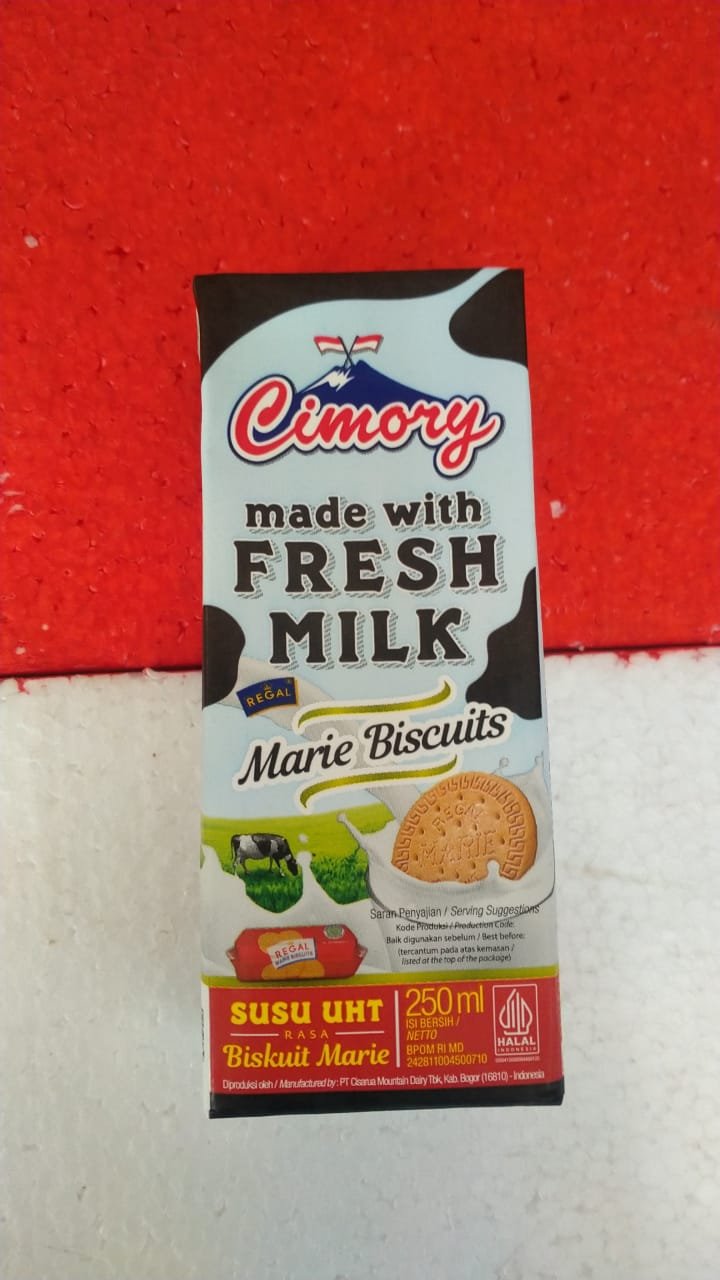 Cimory
made with
FRESH
MILK
REGAL
Marie Biscuits
REGAL
MARIE
Saran Penyajian / Serving Suggestions
Kode Produksi / Production Code:
Baik digunakan sebelum / Best before:
(tercantum pada atas kemasan /
listed at the top of the package)
REGAL
MARIE BISCUITS
SUSU UHT
RASA
Biskuit Marie
250 ml
ISI BERSIH /
NETTO
BPOM RI MD
242811004500710
HALAL
INDONESIA
Diproduksi oleh / Manufactured by : PT Cisarua Mountain Dairy Tbk, Kab. Bogor (16810) - Indonesia